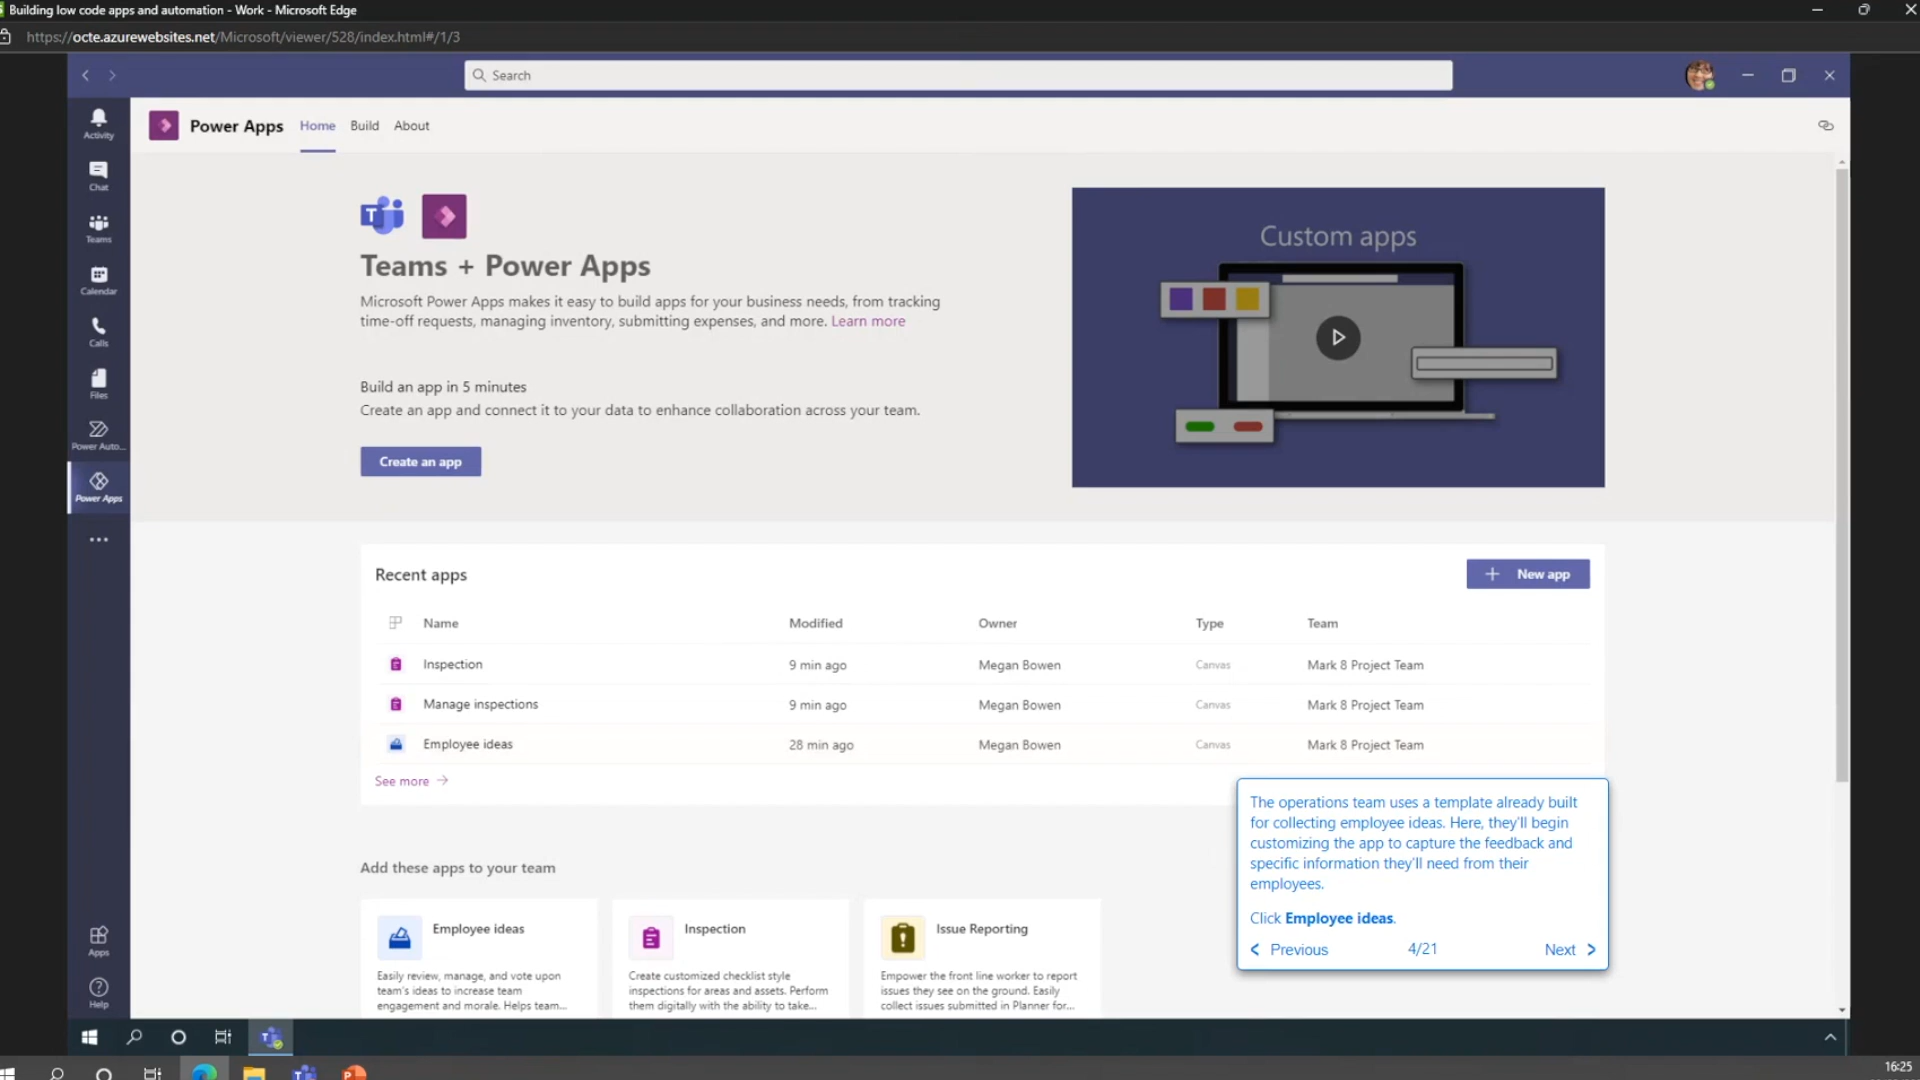 Building low code apps and automation - Work - Microsoft Edge
https://octe.azurewebsites.net/Microsoft/viewer/528/index.html#/1/3
Search
Activity
Chat
Teams
Calendar
Calls
Files
Power Auto...
Power Apps
Apps
Help
Power Apps
Home
Build
About
T
Teams + Power Apps
Microsoft Power Apps makes it easy to build apps for your business needs, from tracking
time-off requests, managing inventory, submitting expenses, and more. Learn more
Build an app in 5 minutes
Create an app and connect it to your data to enhance collaboration across your team.
Create an app
Custom apps
Recent apps
New app
Name Modified Owner Type Team
Inspection 9 min ago Megan Bowen Canvas Mark 8 Project Team
Manage inspections 9 min ago Megan Bowen Canvas Mark 8 Project Team
Employee ideas 28 min ago Megan Bowen Canvas Mark 8 Project Team
See more
Add these apps to your team
Employee ideas
Easily review, manage, and vote upon
team's ideas to increase team
engagement and morale. Helps team...
Inspection
Create customized checklist style
inspections for areas and assets. Perform
them digitally with the ability to take...
Issue Reporting
Empower the front line worker to report
issues they see on the ground. Easily
collect issues submitted in Planner for...
The operations team uses a template already built
for collecting employee ideas. Here, they'll begin
customizing the app to capture the feedback and
specific information they'll need from their
employees.
Click Employee ideas.
Previous 4/21 Next
16:25